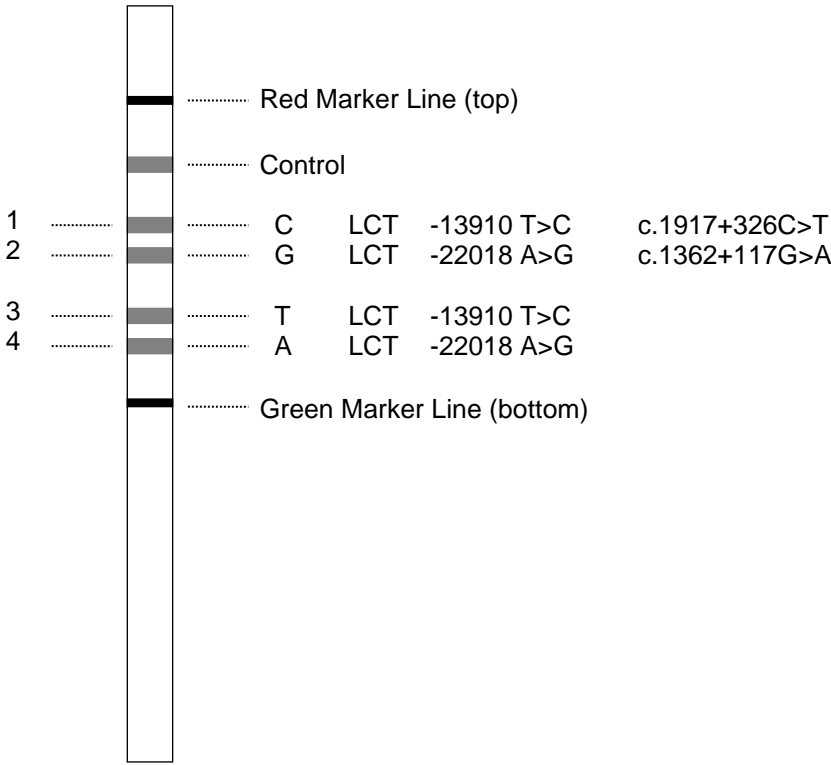 Red Marker Line (top)
Control
1 C LCT -13910 T>C c.1917+326C>T
2 G LCT -22018 A>G c.1362+117G>A
3 T LCT -13910 T>C
4 A LCT -22018 A>G
Green Marker Line (bottom)